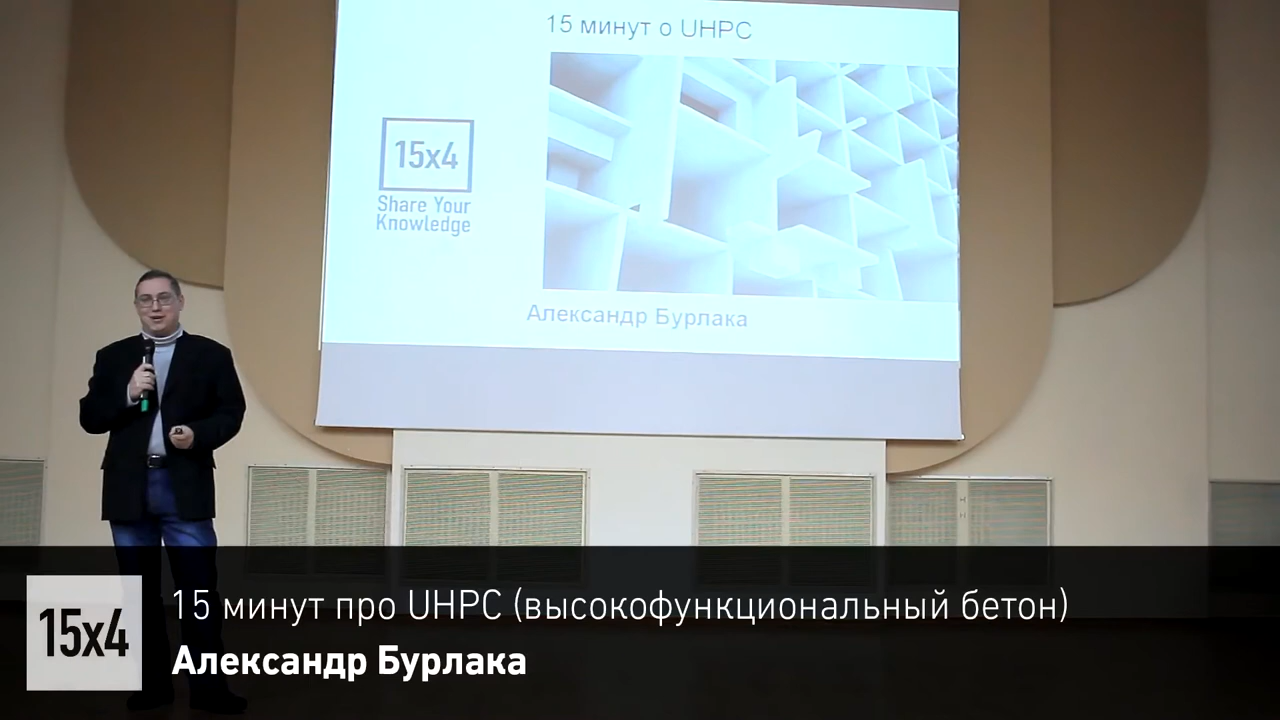 15 минут о UHPC
15x4
Share Your
Knowledge
Александр Бурлака
15x4
15 минут про UHPC (высокофункциональный бетон)
Александр Бурлака